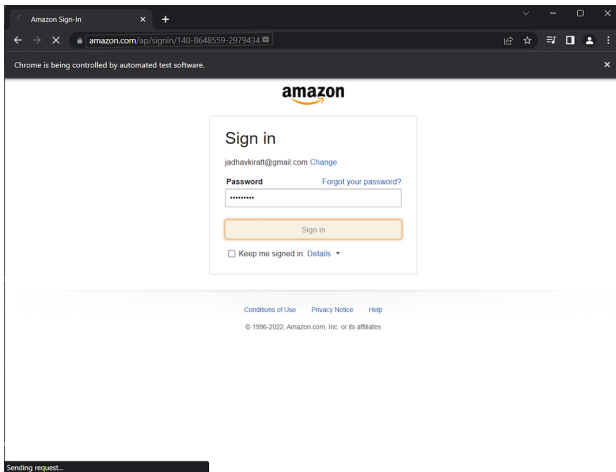 Amazon Sign-In
amazon.com/ap/signin/140-8648559-2979434
Chrome is being controlled by automated test software.
amazon
Sign in
jadhavkiratt@gmail.com Change
Password Forgot your password?
•••••••••
Sign in
Keep me signed in. Details
Conditions of Use Privacy Notice Help
© 1996-2022, Amazon.com, Inc. or its affiliates
Sending request...